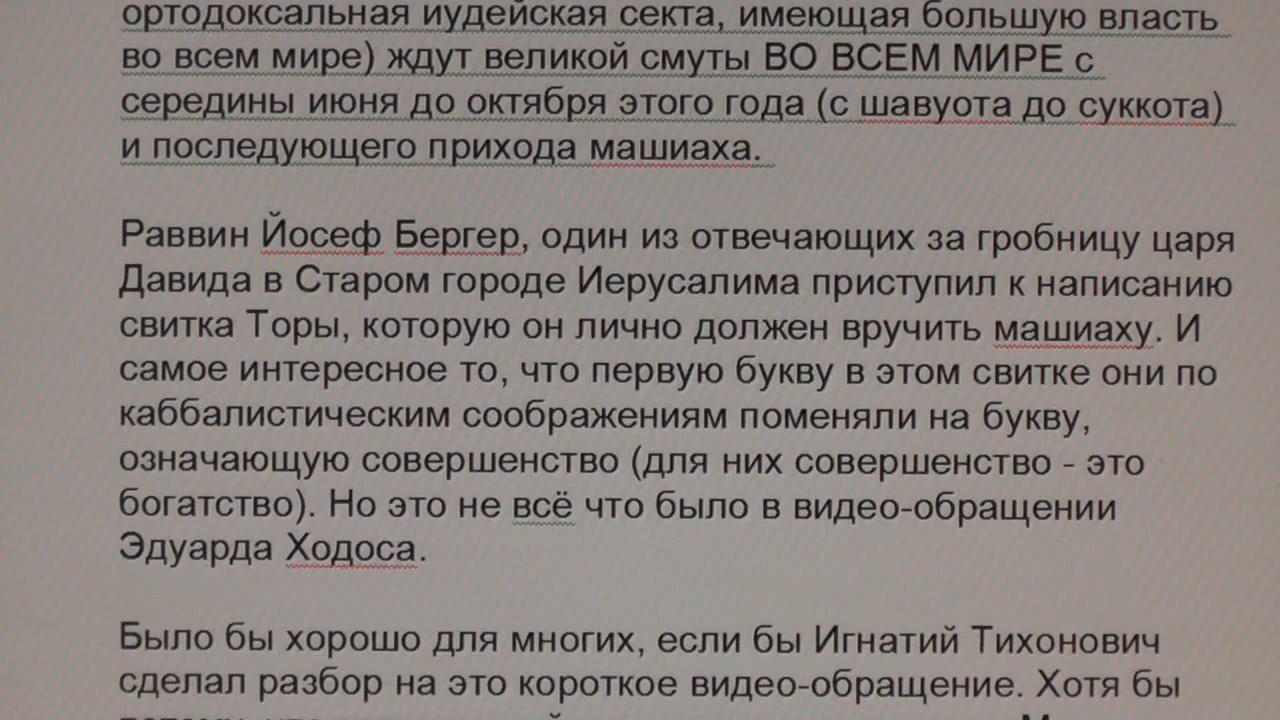 ортодоксальная иудейская секта, имеющая большую власть
во всем мире) ждут великой смуты ВО ВСЕМ МИРЕ с
середины июня до октября этого года (с шавуота до суккота)
и последующего прихода машиаха.
Раввин Йосеф Бергер, один из отвечающих за гробницу царя
Давида в Старом городе Иерусалима приступил к написанию
свитка Торы, которую он лично должен вручить машиаху. И
самое интересное то, что первую букву в этом свитке они по
каббалистическим соображениям поменяли на букву,
означающую совершенство (для них совершенство - это
богатство). Но это не всё что было в видео-обращении
Эдуарда Ходоса.
Было бы хорошо для многих, если бы Игнатий Тихонович
сделал разбор на это короткое видео-обращение. Хотя бы